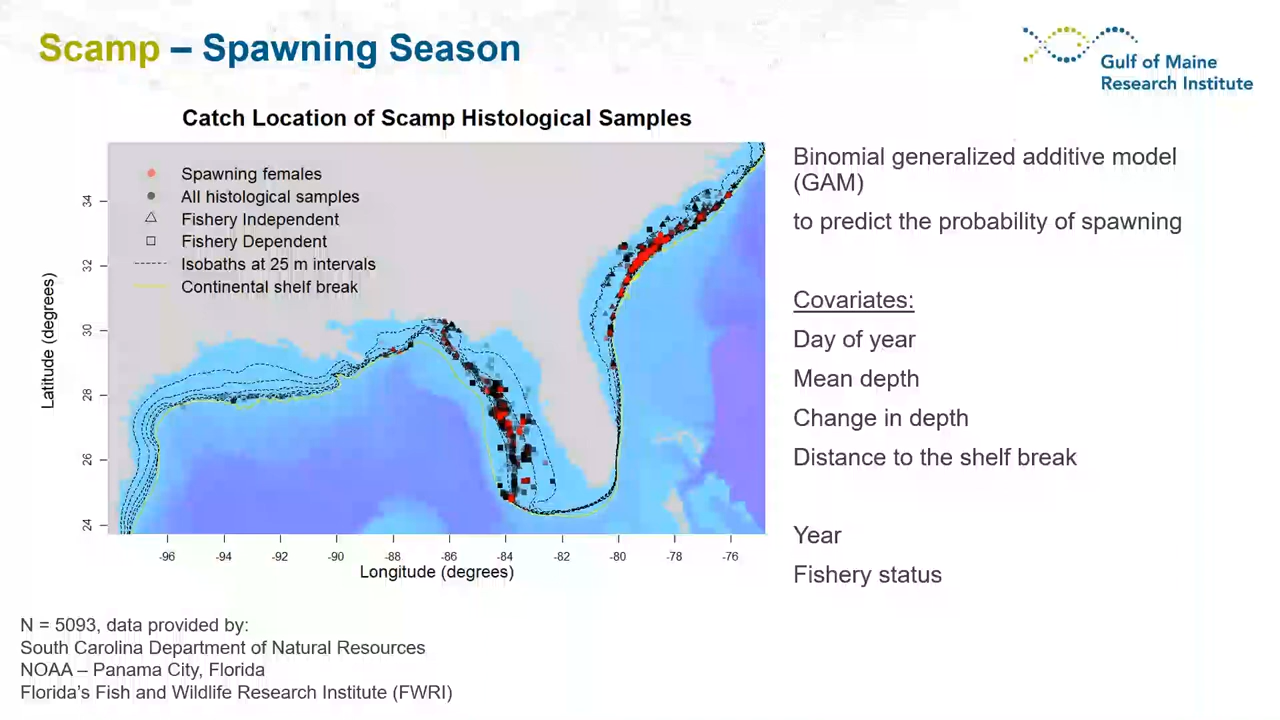 Scamp – Spawning Season
Gulf of Maine
Research Institute
Catch Location of Scamp Histological Samples
Spawning females
All histological samples
Fishery Independent
Fishery Dependent
Isobaths at 25 m intervals
Continental shelf break
Latitude (degrees)
34
32
30
28
26
24
-96 -94 -92 -90 -88 -86 -84 -82 -80 -78 -76
Longitude (degrees)
Binomial generalized additive model
(GAM)
to predict the probability of spawning
Covariates:
Day of year
Mean depth
Change in depth
Distance to the shelf break
Year
Fishery status
N = 5093, data provided by:
South Carolina Department of Natural Resources
NOAA – Panama City, Florida
Florida's Fish and Wildlife Research Institute (FWRI)